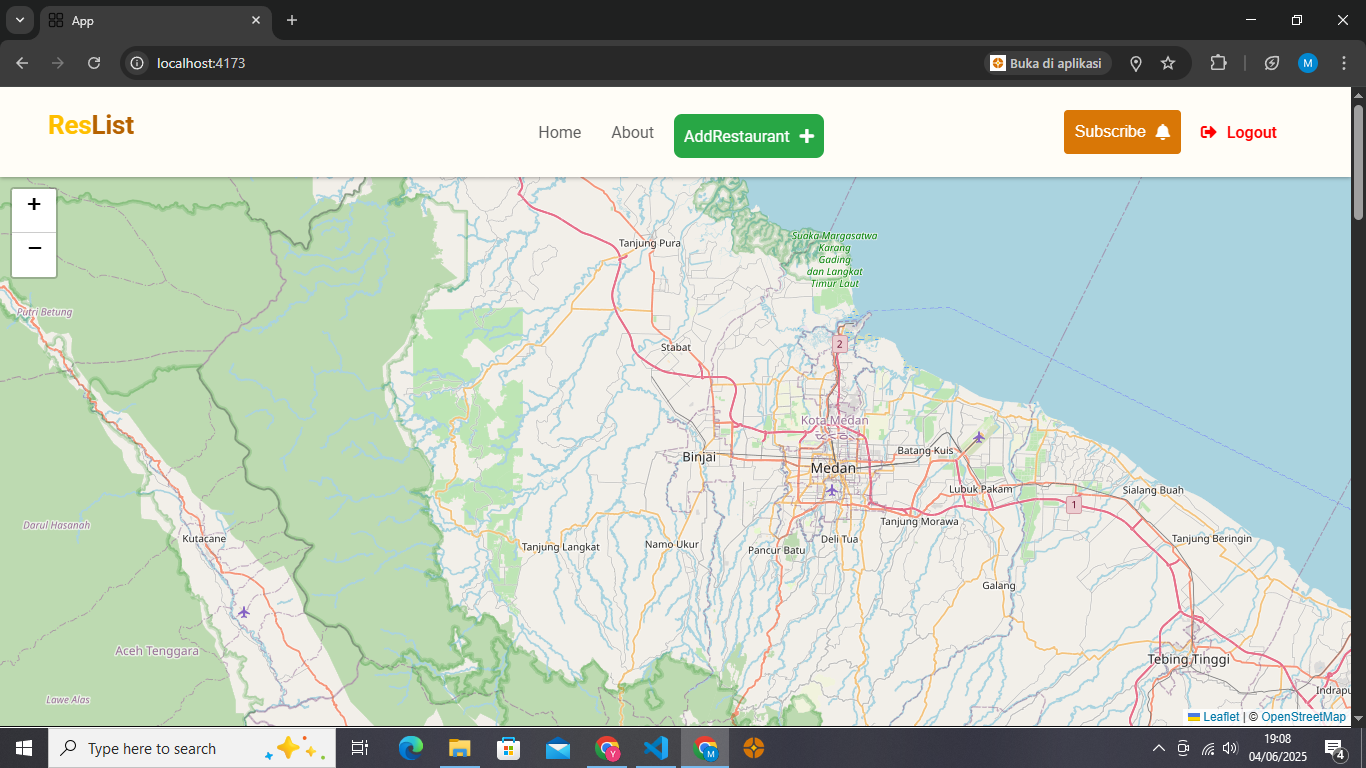 App
localhost:4173
Buka di aplikasi
M
ResList
Home
About
AddRestaurant
Subscribe
Logout
+
−
Tanjung Pura
Suaka Margasatwa
Karang
Gading
dan Langkat
Timur Laut
Putri Betung
2
Stabat
Kota Medan
Binjai
Medan
Batang Kuis
Lubuk Pakam
Sialang Buah
1
Tanjung Morawa
Darul Hasanah
Kutacane
Tanjung Langkat
Namo Ukur
Pancur Batu
Deli Tua
Tanjung Beringin
Galang
Aceh Tenggara
Tebing Tinggi
Lawe Alas
Indrapu
Leaflet | © OpenStreetMap
Type here to search
Y
M
19:08
04/06/2025
4